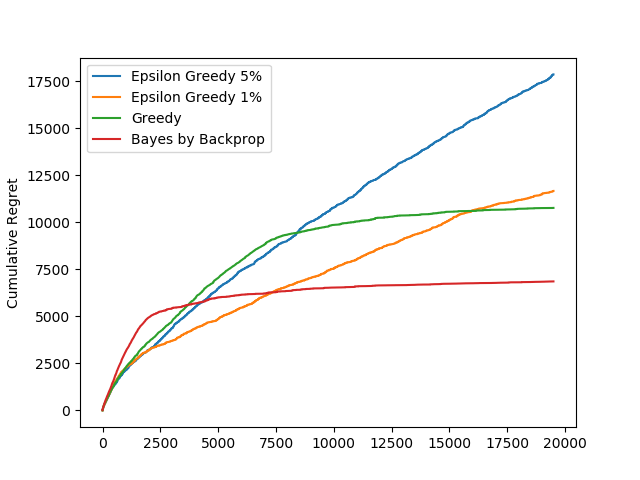 Epsilon Greedy 5%
Epsilon Greedy 1%
Greedy
Bayes by Backprop
Cumulative Regret
17500
15000
12500
10000
7500
5000
2500
0
0 2500 5000 7500 10000 12500 15000 17500 20000